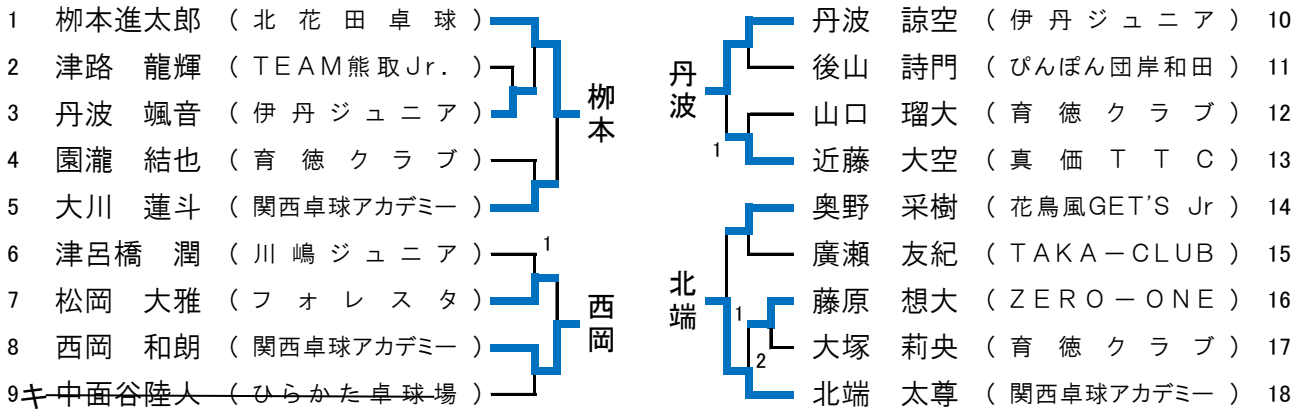 1 栁本進太郎 ( 北花田卓球 )
2 津路 龍輝 ( TEAM熊取Jr. )
3 丹波 颯音 ( 伊丹ジュニア )
4 園瀧 結也 ( 育徳クラブ )
5 大川 蓮斗 ( 関西卓球アカデミー )
栁本
6 津呂橋 潤 ( 川嶋ジュニア )
1
7 松岡 大雅 ( フォレスタ )
8 西岡 和朗 ( 関西卓球アカデミー )
9 キ 中面谷陸人 ( ひらかた卓球場 )
西岡
丹波
丹波 諒空 ( 伊丹ジュニア ) 10
後山 詩門 ( ぴんぽん団岸和田 ) 11
山口 瑠大 ( 育徳クラブ ) 12
1
近藤 大空 ( 真価TTC ) 13
北端
奥野 采樹 ( 花鳥風GET'S Jr ) 14
廣瀬 友紀 ( TAKA-CLUB ) 15
藤原 想大 ( ZERO-ONE ) 16
1
大塚 莉央 ( 育徳クラブ ) 17
2
北端 太尊 ( 関西卓球アカデミー ) 18